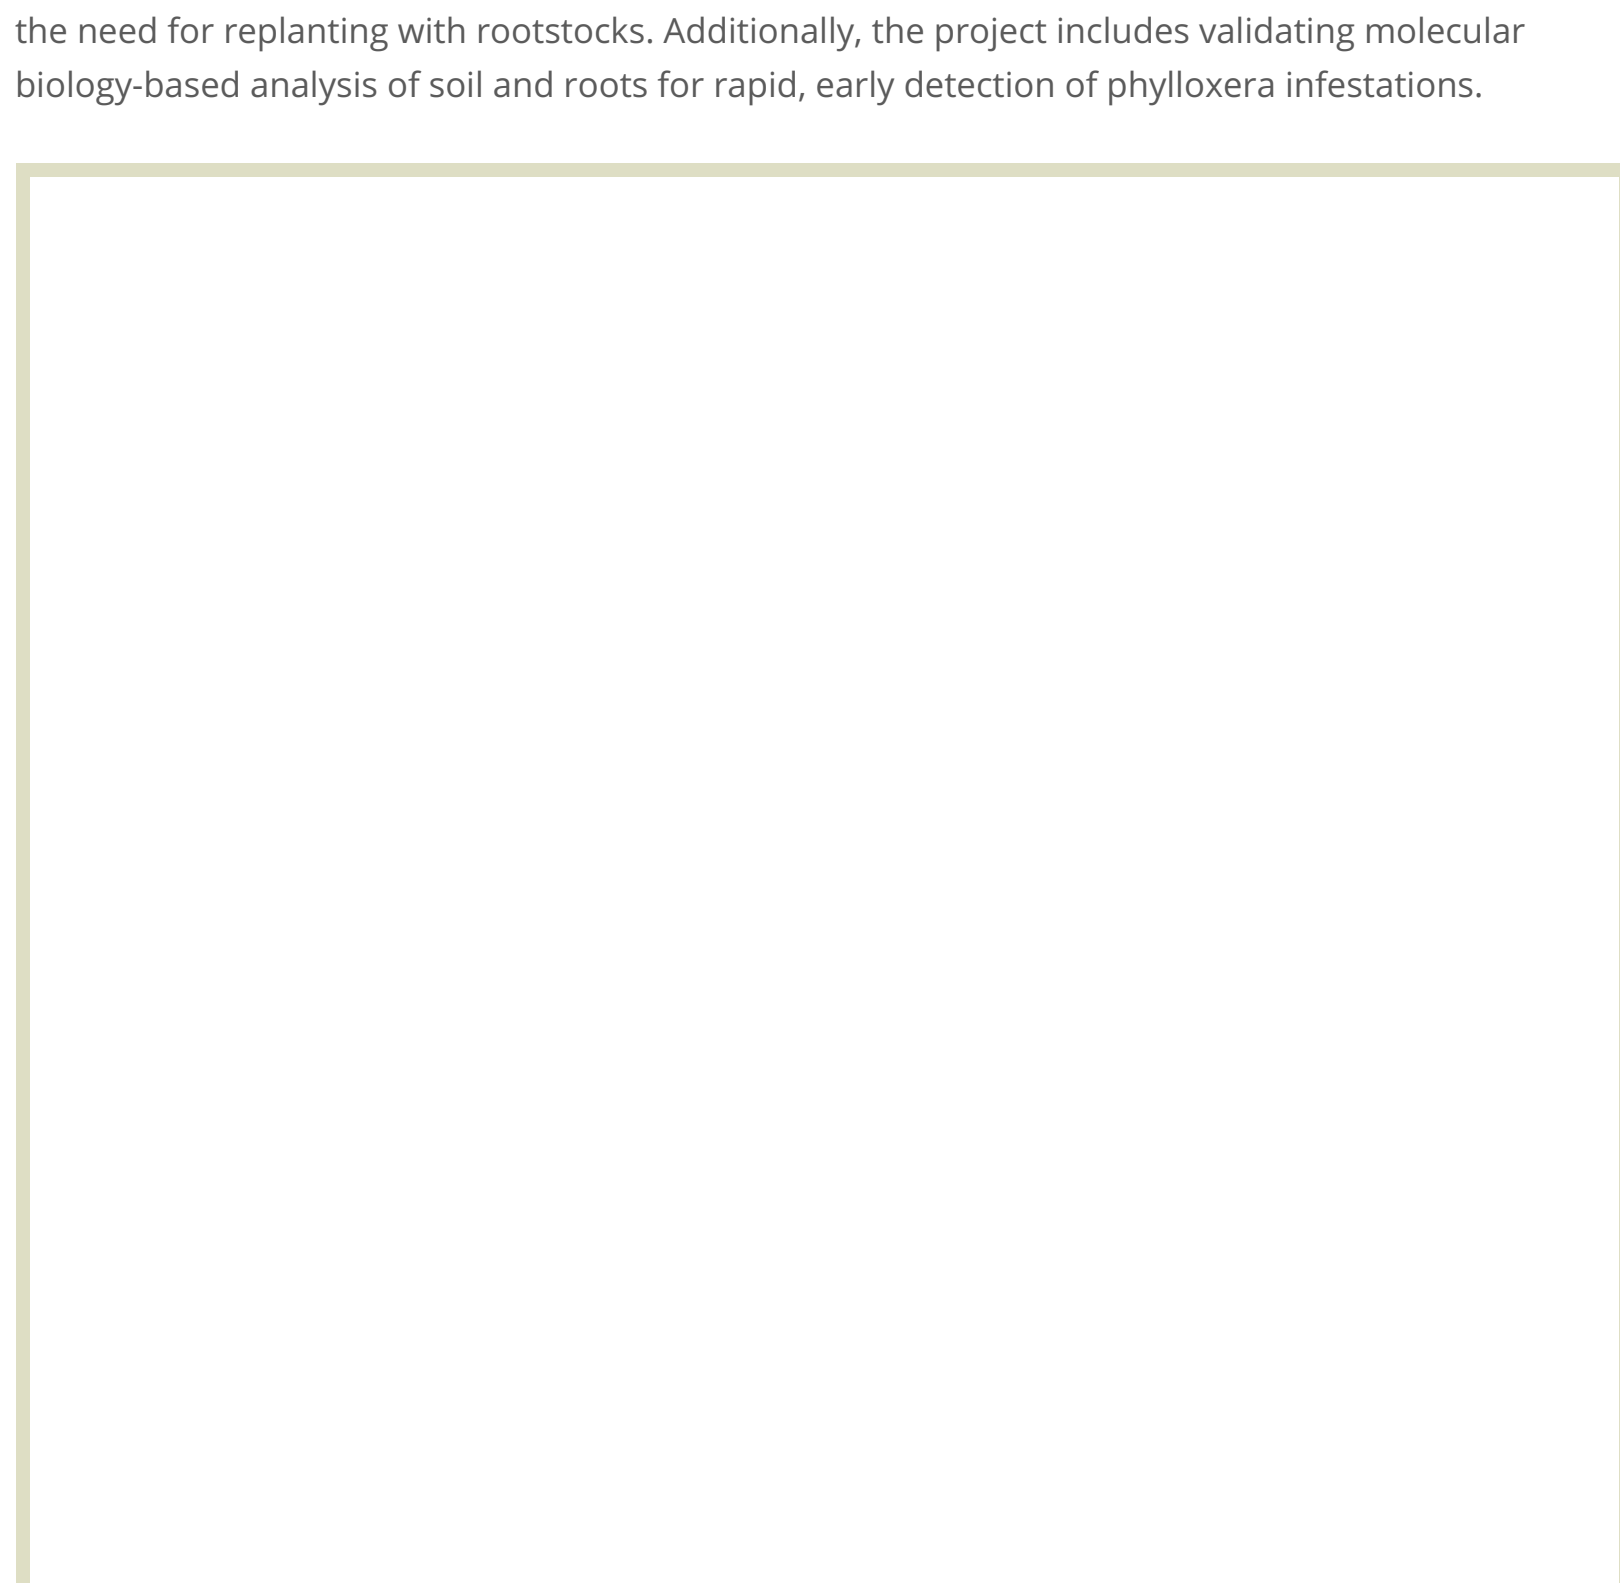 the need for replanting with rootstocks. Additionally, the project includes validating molecular
biology-based analysis of soil and roots for rapid, early detection of phylloxera infestations.